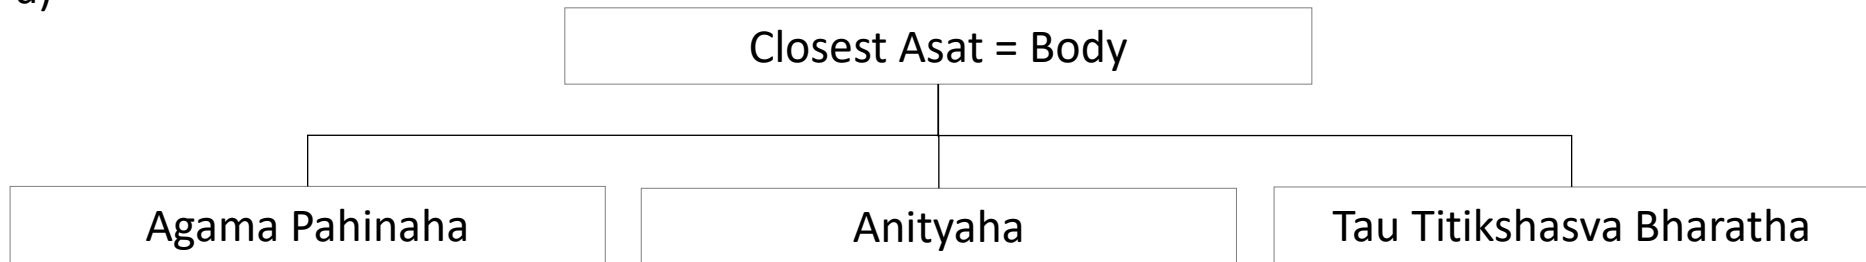 a)
Closest Asat = Body
Agama Pahinaha
Anityaha
Tau Titikshasva Bharatha